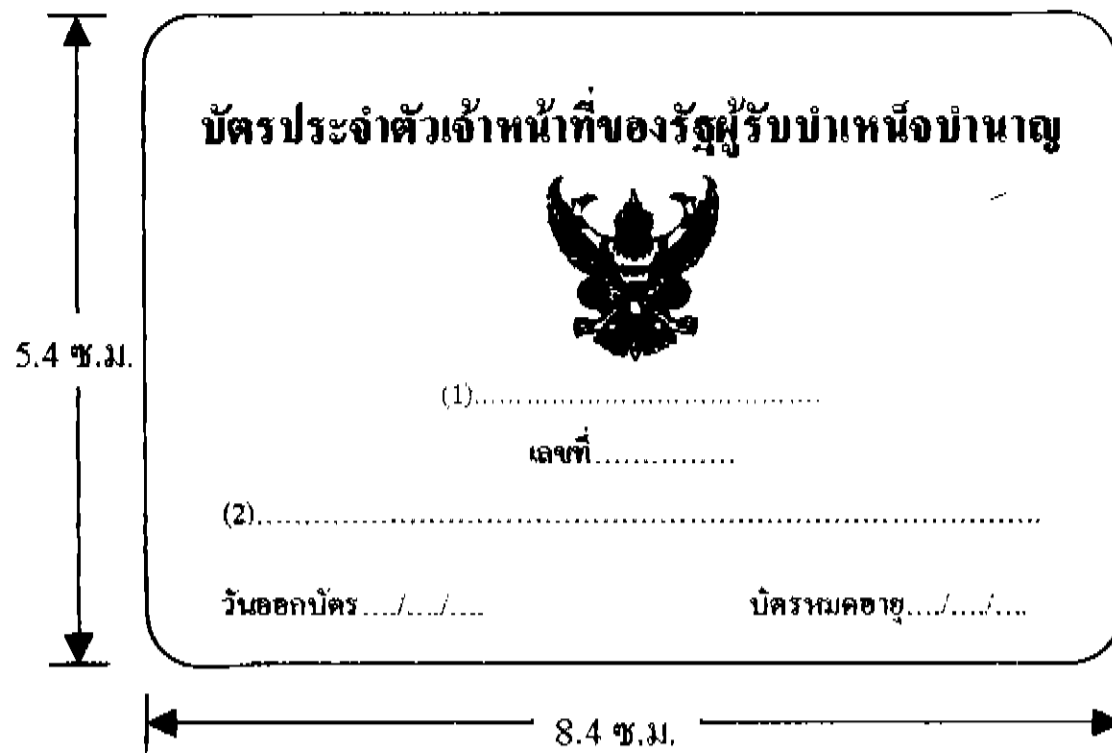 บัตรประจำตัวเจ้าหน้าที่ของรัฐผู้รับบำเหน็จบำนาญ
5.4 ซ.ม.
(1)....................................
เลขที่...............
(2)....................................................................................
วันออกบัตร..../..../.... บัตรหมดอายุ..../..../....
8.4 ซ.ม.